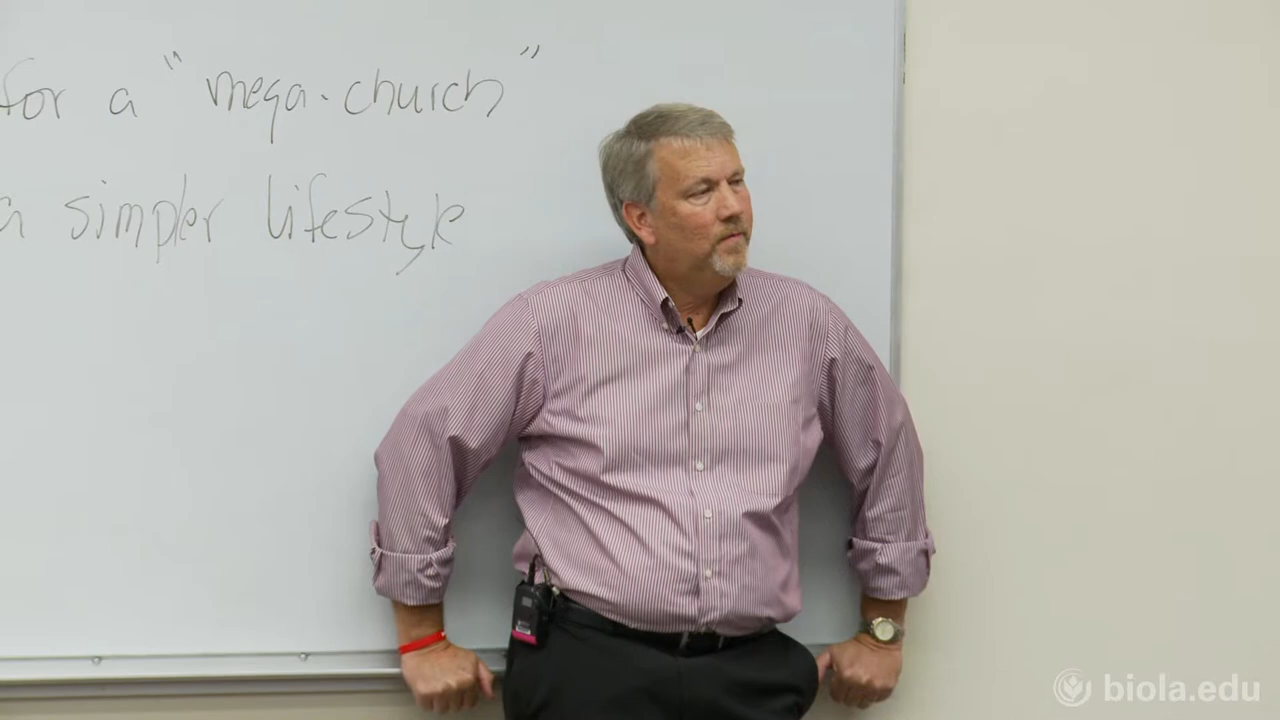 for a "mega-church"
a simpler lifestyle
biola.edu